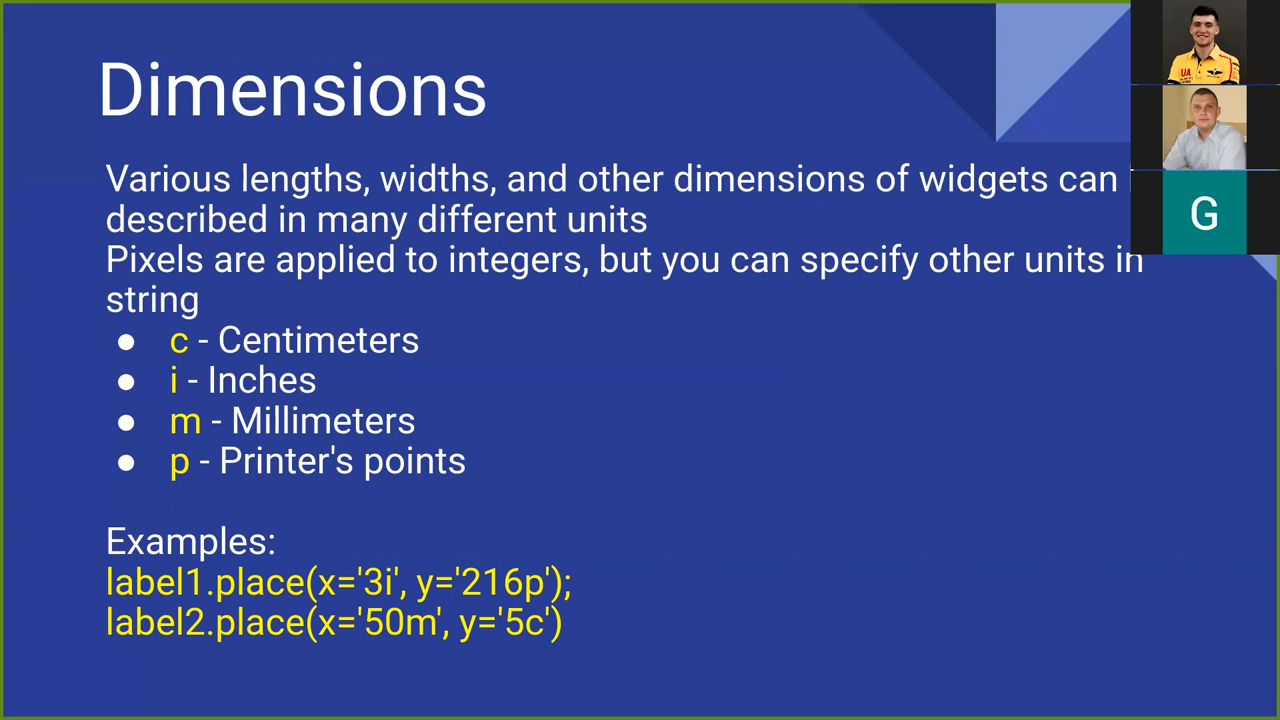 Dimensions
Various lengths, widths, and other dimensions of widgets can
described in many different units
Pixels are applied to integers, but you can specify other units in
string
● c - Centimeters
● i - Inches
● m - Millimeters
● p - Printer's points
Examples:
label1.place(x='3i', y='216p');
label2.place(x='50m', y='5c')
UA
G